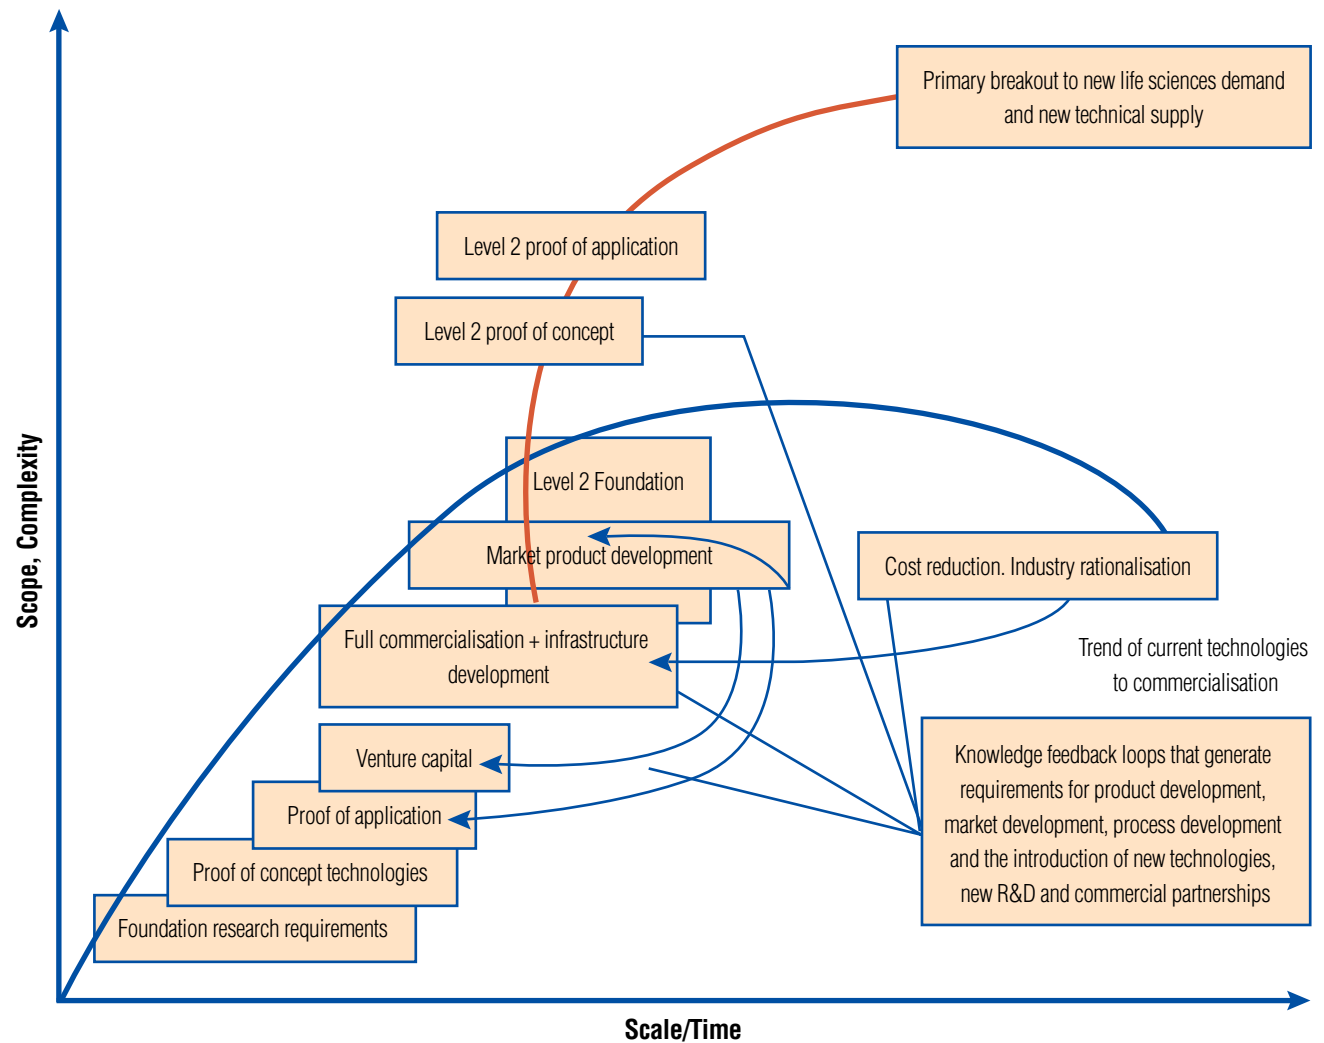 Primary breakout to new life sciences demand
and new technical supply
Level 2 proof of application
Level 2 proof of concept
Level 2 Foundation
Market product development
Cost reduction. Industry rationalisation
Full commercialisation + infrastructure
development
Trend of current technologies
to commercialisation
Venture capital
Proof of application
Proof of concept technologies
Foundation research requirements
Knowledge feedback loops that generate
requirements for product development,
market development, process development
and the introduction of new technologies,
new R&D and commercial partnerships
Scope, Complexity
Scale/Time